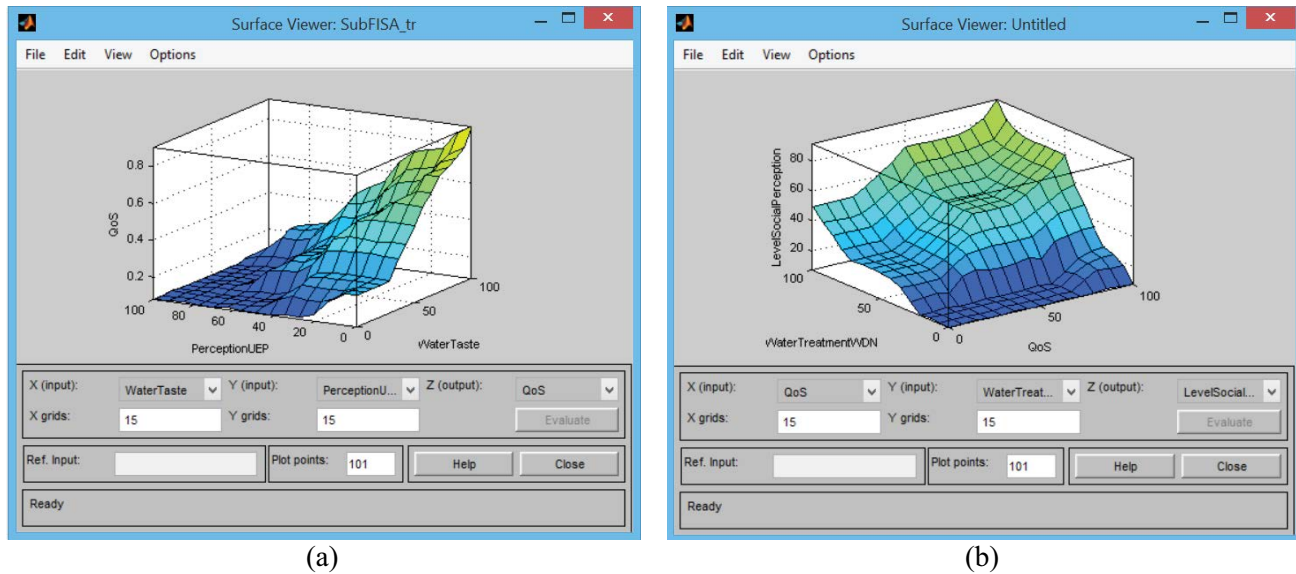 Surface Viewer: SubFISA_tr
File Edit View Options
0.8
0.6
0.4
0.2
QoS
100
80
60
40
20
0
PerceptionUEP
0
50
100
WaterTaste
X (input): WaterTaste Y (input): PerceptionU... Z (output): QoS
X grids: 15 Y grids: 15 Evaluate
Ref. Input: Plot points: 101 Help Close
Ready
(a)
Surface Viewer: Untitled
File Edit View Options
80
60
40
20
LevelSocialPerception
100
50
0
WaterTreatmentWDN
0
50
100
QoS
X (input): QoS Y (input): WaterTreat... Z (output): LevelSocial...
X grids: 15 Y grids: 15 Evaluate
Ref. Input: Plot points: 101 Help Close
Ready
(b)